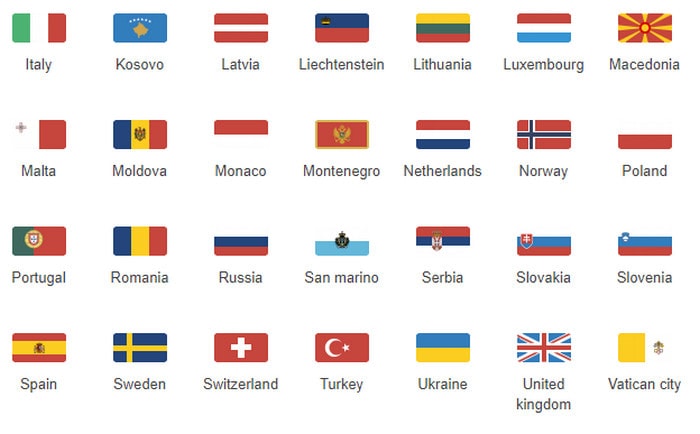 Italy Kosovo Latvia Liechtenstein Lithuania Luxembourg Macedonia
Malta Moldova Monaco Montenegro Netherlands Norway Poland
Portugal Romania Russia San marino Serbia Slovakia Slovenia
Spain Sweden Switzerland Turkey Ukraine United kingdom Vatican city